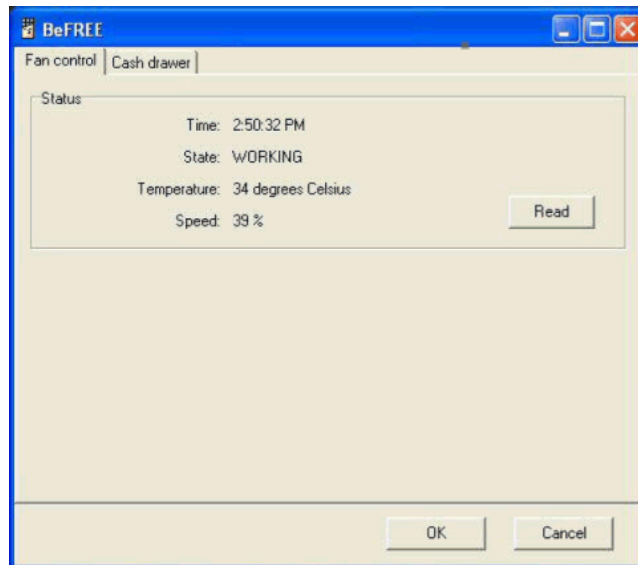 BeFREE
Fan control Cash drawer
Status
Time: 2:50:32 PM
State: WORKING
Temperature: 34 degrees Celsius
Speed: 39 %
Read
OK Cancel